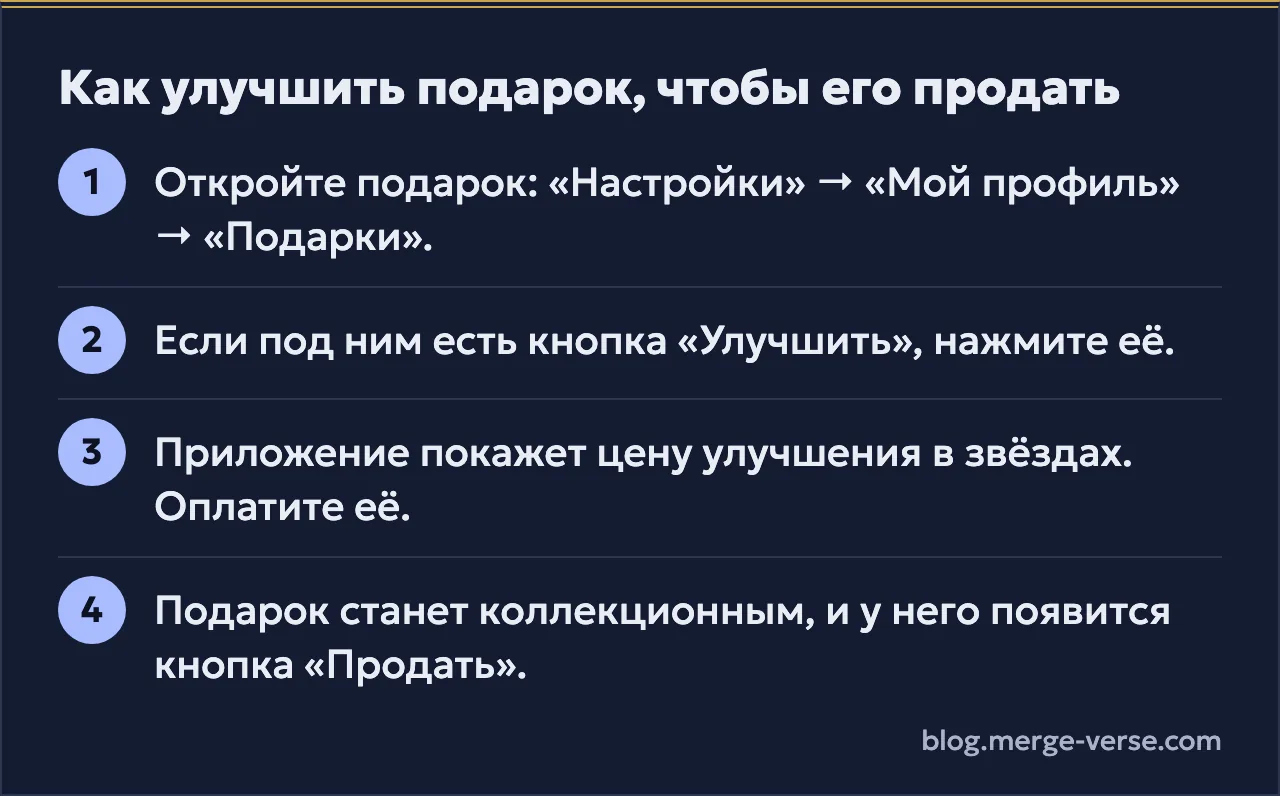 Как улучшить подарок, чтобы его продать
1
Откройте подарок: «Настройки» → «Мой профиль»
→ «Подарки».
2
Если под ним есть кнопка «Улучшить», нажмите её.
3
Приложение покажет цену улучшения в звёздах.
Оплатите её.
4
Подарок станет коллекционным, и у него появится
кнопка «Продать».
blog.merge-verse.com